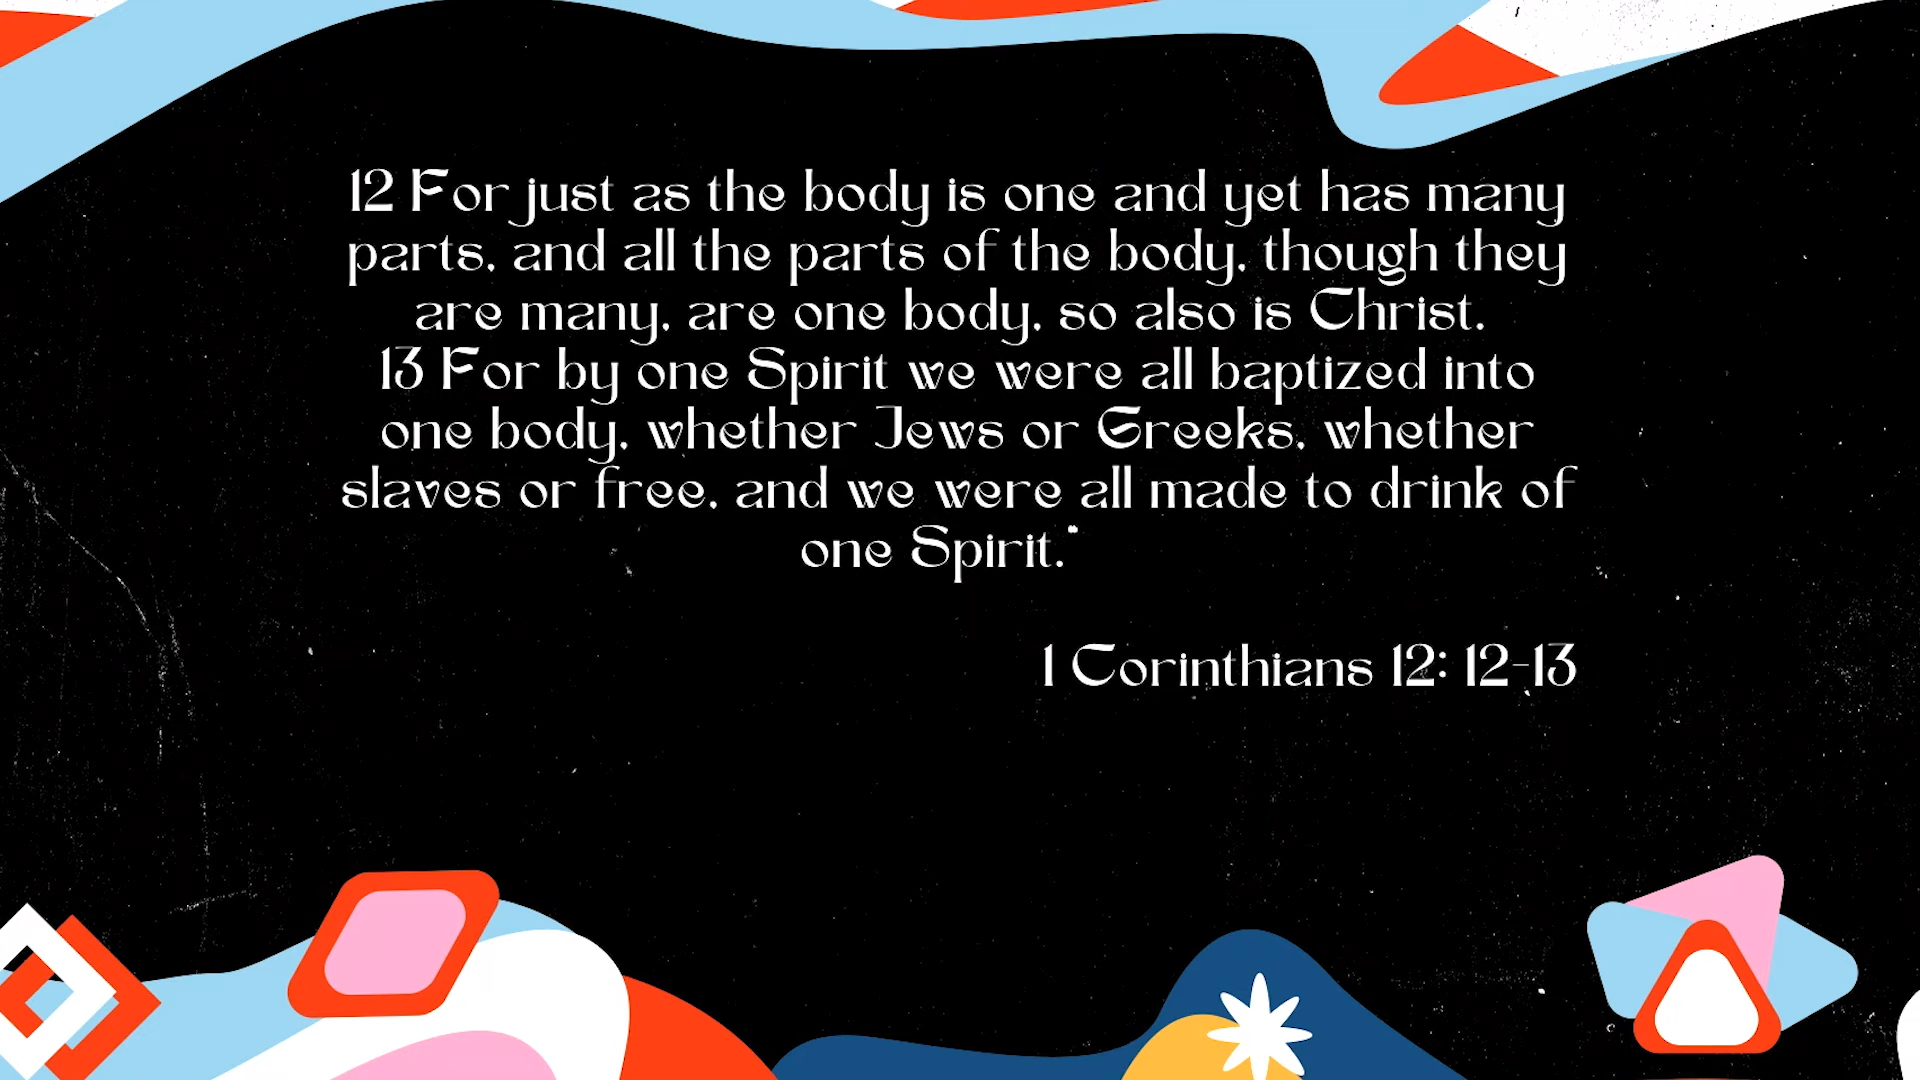 12 For just as the body is one and yet has many
parts, and all the parts of the body, though they
are many, are one body, so also is Christ.
13 For by one Spirit we were all baptized into
one body, whether Jews or Greeks, whether
slaves or free, and we were all made to drink of
one Spirit."
1 Corinthians 12: 12-13